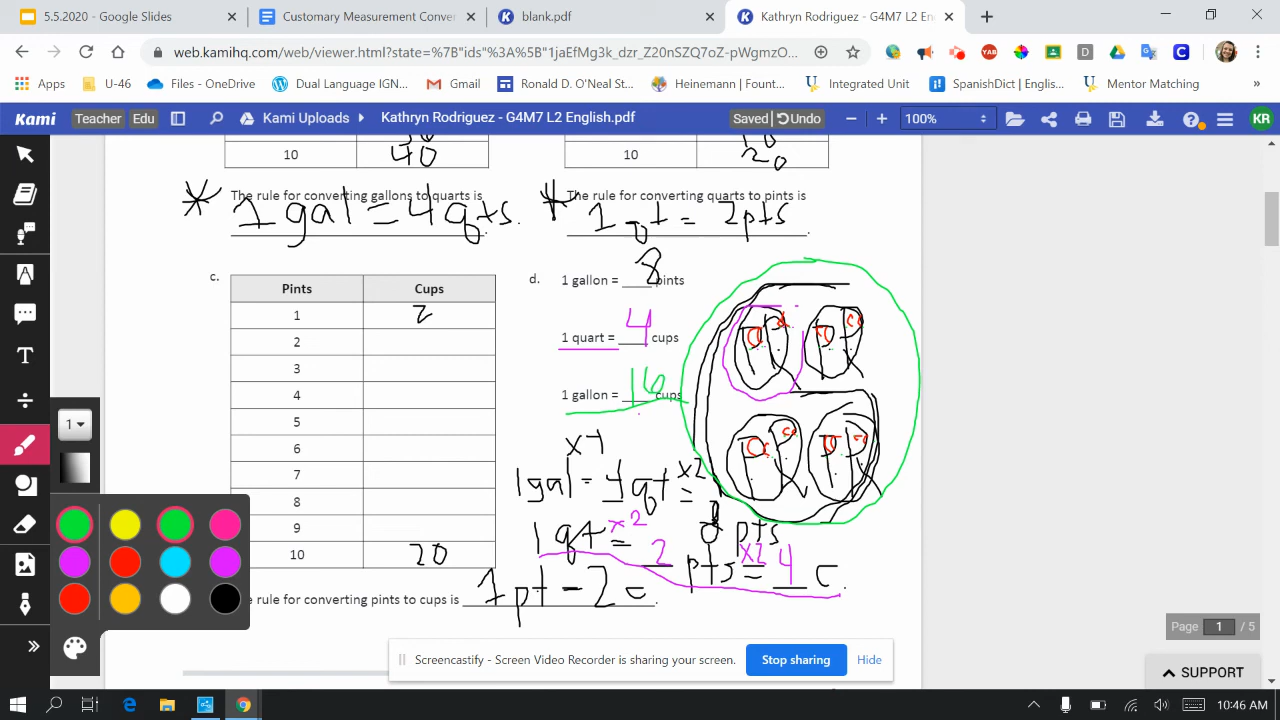 5.5.2020 - Google Slides
Customary Measurement Conver
blank.pdf
Kathryn Rodriguez - G4M7 L2 En
web.kamihq.com/web/viewer.html?state=%7B"ids"%3A%5B"1jaEfMg3k_dzr_Z20nSZQ7oZ-pWgmzO...
Apps
U-46
Files - OneDrive
Dual Language IGN...
Gmail
Ronald D. O'Neal St...
Heinemann | Fount...
Integrated Unit
SpanishDict | Englis...
Mentor Matching
Kami
Teacher
Edu
Kami Uploads
Kathryn Rodriguez - G4M7 L2 English.pdf
Saved
Undo
100%
KR
10 40
10 20
The rule for converting gallons to quarts is
1 gal = 4 qts.
The rule for converting quarts to pints is
1 qt = 2pts
c.
Pints Cups
1 2
2
3
4
5
6
7
8
9
10 20
rule for converting pints to cups is 1 pt = 2 c
d.
1 gallon = 8 pints
1 quart = 4 cups
1 gallon = 16 cups
x4
1gal = 4 qt x2 =
8 pts
1 qt x2 = 2 pts x2 = 4 c.
Page 1 / 5
SUPPORT
Screencastify - Screen Video Recorder is sharing your screen.
Stop sharing
Hide
10:46 AM